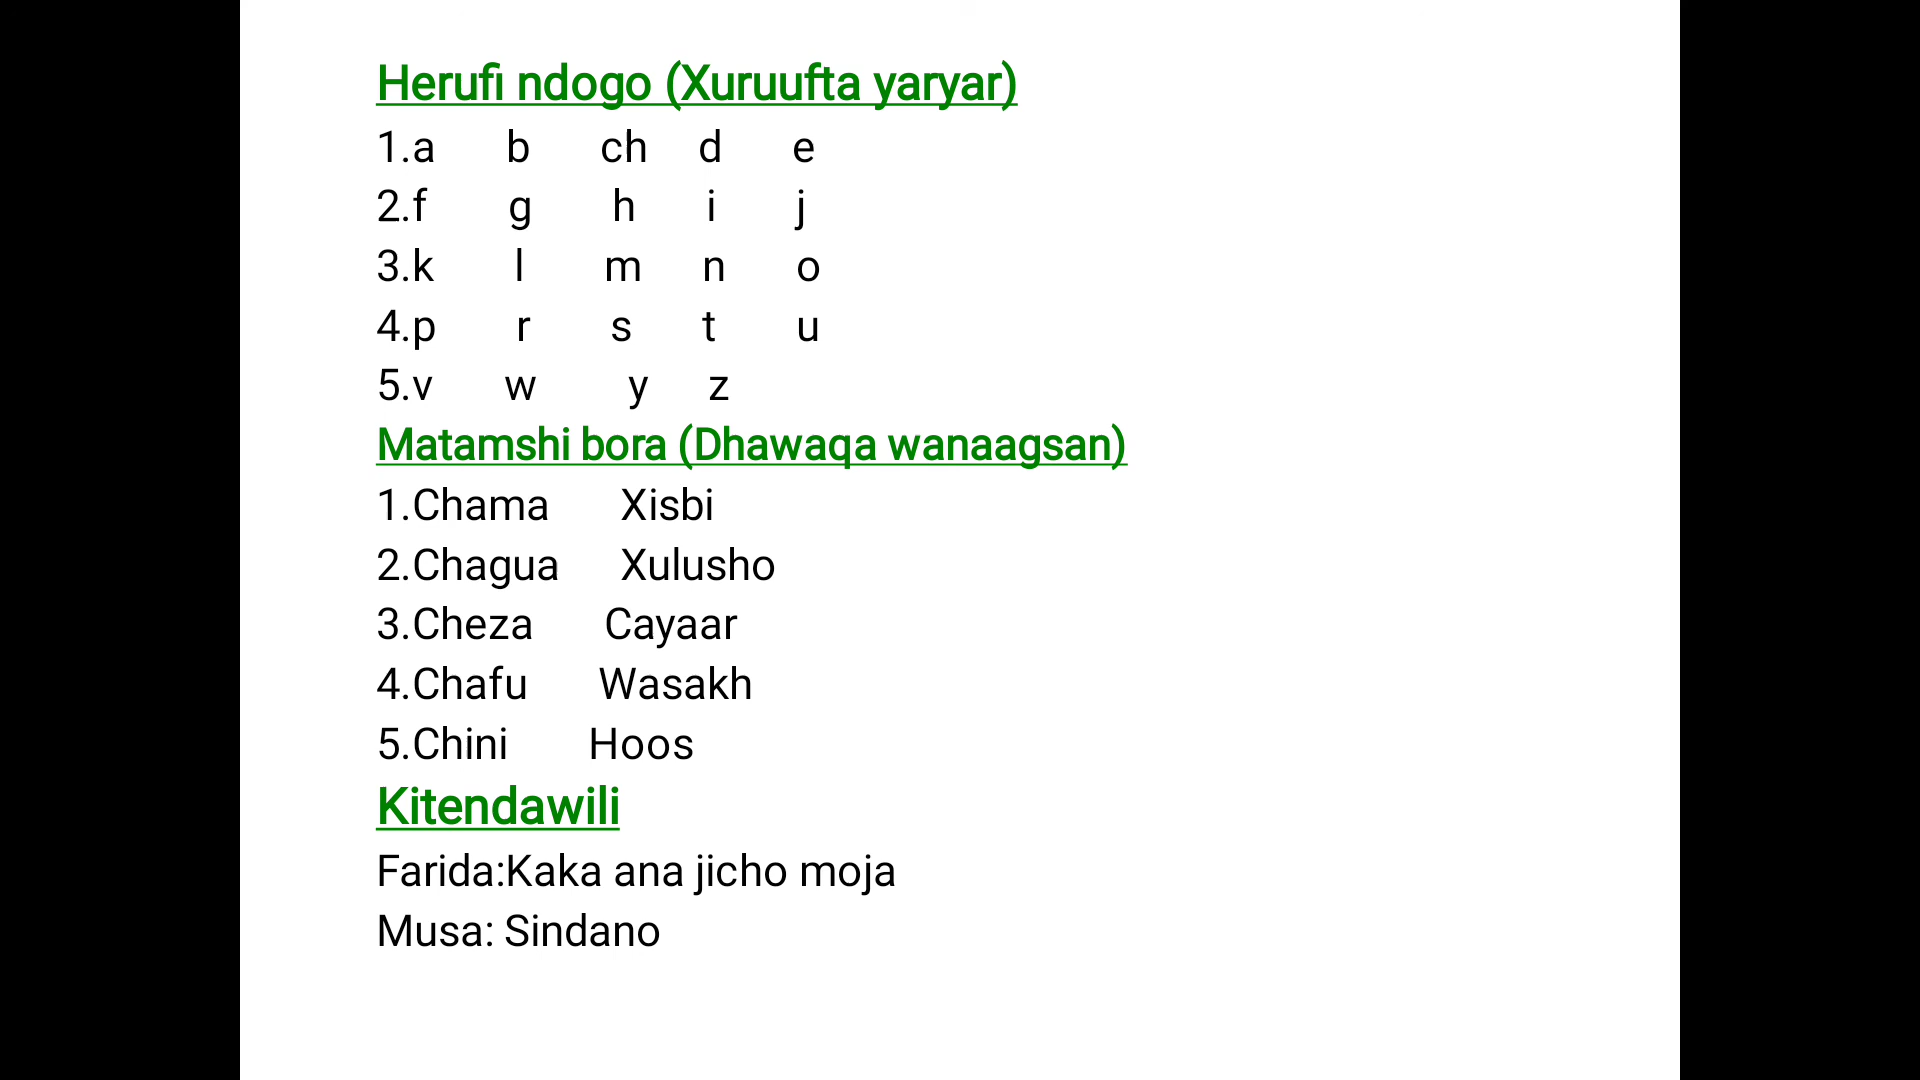 Herufi ndogo (Xuruufta yaryar)
1.a b ch d e
2.f g h i j
3.k l m n o
4.p r s t u
5.v w y z
Matamshi bora (Dhawaqa wanaagsan)
1.Chama Xisbi
2.Chagua Xulusho
3.Cheza Cayaar
4.Chafu Wasakh
5.Chini Hoos
Kitendawili
Farida:Kaka ana jicho moja
Musa: Sindano